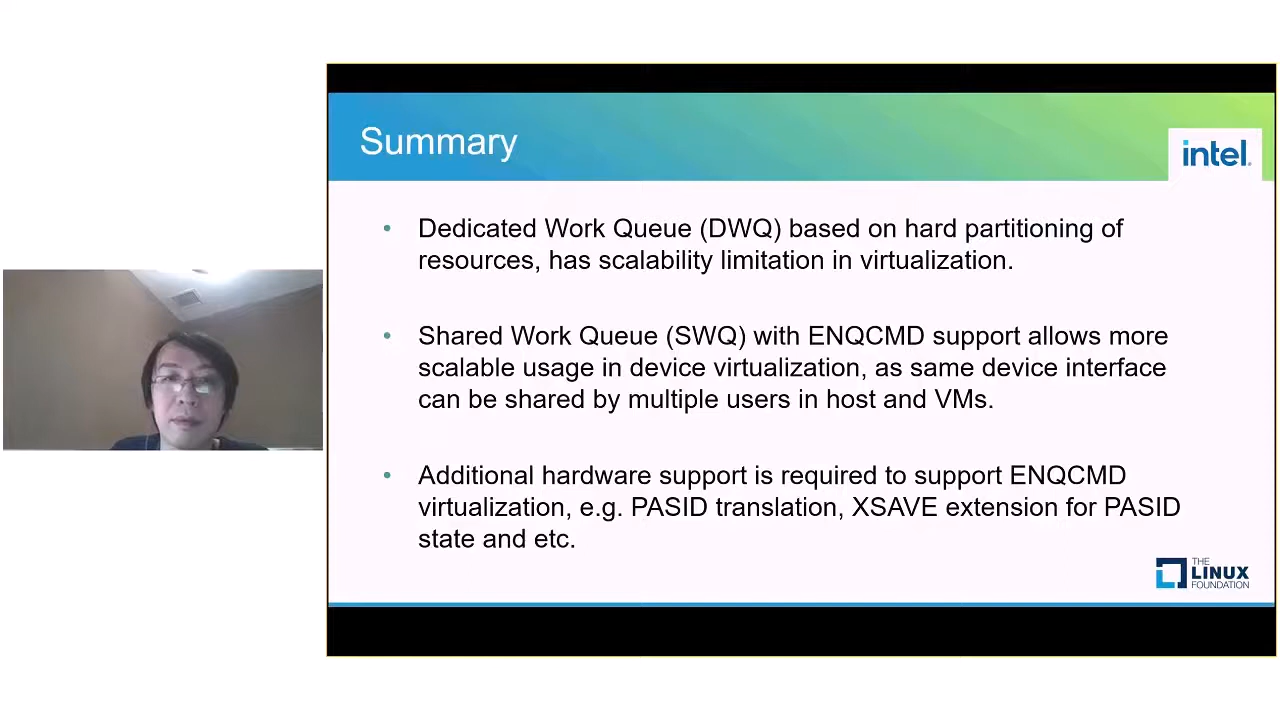 Summary
intel.
• Dedicated Work Queue (DWQ) based on hard partitioning of
resources, has scalability limitation in virtualization.
• Shared Work Queue (SWQ) with ENQCMD support allows more
scalable usage in device virtualization, as same device interface
can be shared by multiple users in host and VMs.
• Additional hardware support is required to support ENQCMD
virtualization, e.g. PASID translation, XSAVE extension for PASID
state and etc.
THE
LINUX
FOUNDATION